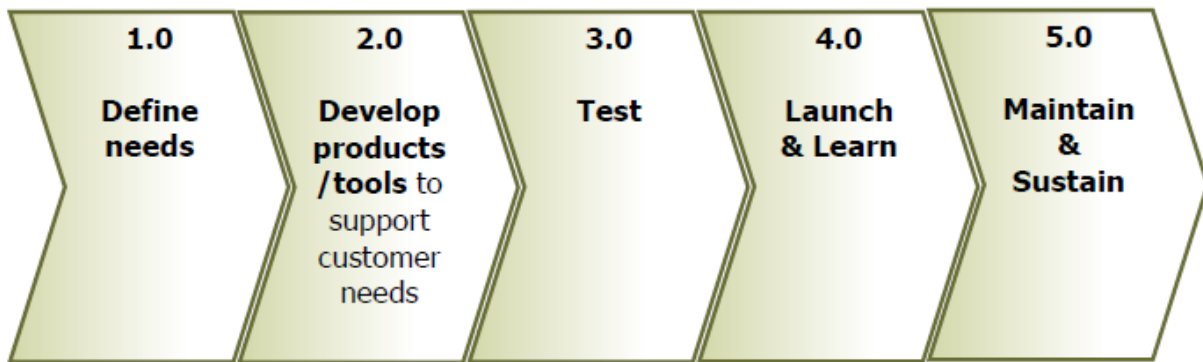 1.0
Define
needs
2.0
Develop
products
/tools to
support
customer
needs
3.0
Test
4.0
Launch
& Learn
5.0
Maintain
&
Sustain